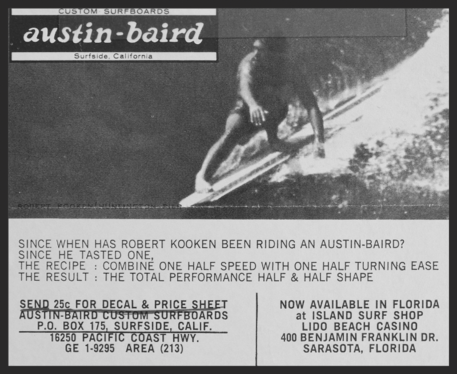 CUSTOM SURFBOARDS
austin-baird
Surfside, California
SINCE WHEN HAS ROBERT KOOKEN BEEN RIDING AN AUSTIN-BAIRD?
SINCE HE TASTED ONE,
THE RECIPE : COMBINE ONE HALF SPEED WITH ONE HALF TURNING EASE
THE RESULT : THE TOTAL PERFORMANCE HALF & HALF SHAPE
SEND 25c FOR DECAL & PRICE SHEET
AUSTIN-BAIRD CUSTOM SURFBOARDS
P.O. BOX 175, SURFSIDE, CALIF.
16250 PACIFIC COAST HWY.
GE 1-9295 AREA (213)
NOW AVAILABLE IN FLORIDA
at ISLAND SURF SHOP
LIDO BEACH CASINO
400 BENJAMIN FRANKLIN DR.
SARASOTA, FLORIDA